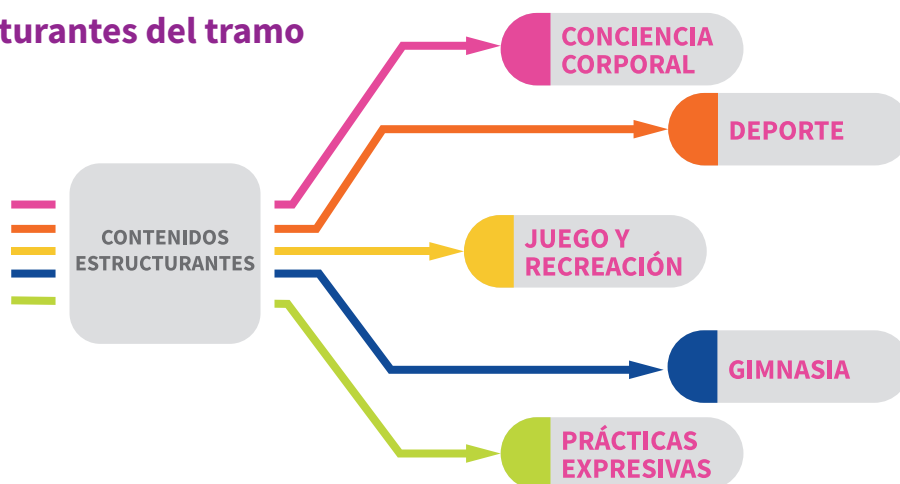 turantes del tramo
CONCIENCIA
CORPORAL
DEPORTE
CONTENIDOS
ESTRUCTURANTES
JUEGO Y
RECREACIÓN
GIMNASIA
PRÁCTICAS
EXPRESIVAS